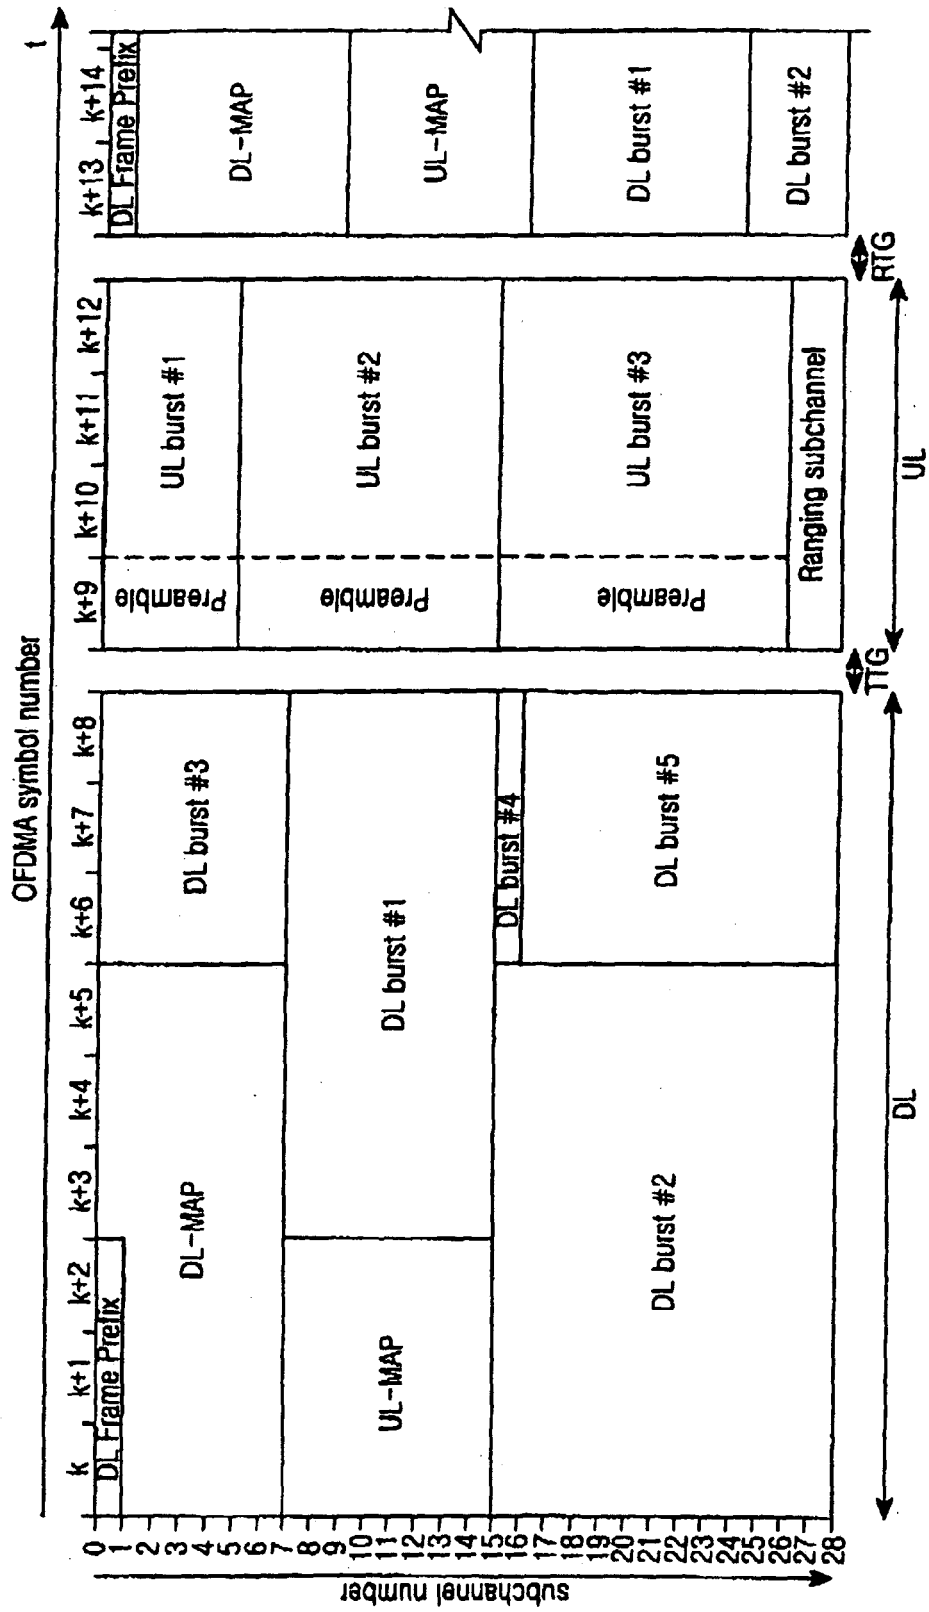 OFDMA symbol number
t
k k+1 k+2 k+3 k+4 k+5 k+6 k+7 k+8 k+9 k+10 k+11 k+12 k+13 k+14
subchannel number
0
1
2
3
4
5
6
7
8
9
10
11
12
13
14
15
16
17
18
19
20
21
22
23
24
25
26
27
28
DL Frame Prefix
DL-MAP
UL-MAP
DL burst #3
DL burst #1
DL burst #2
DL burst #4
DL burst #5
Preamble
UL burst #1
Preamble
UL burst #2
Preamble
UL burst #3
Ranging subchannel
DL Frame Prefix
DL-MAP
UL-MAP
DL burst #1
DL burst #2
DL
TTG
UL
RTG